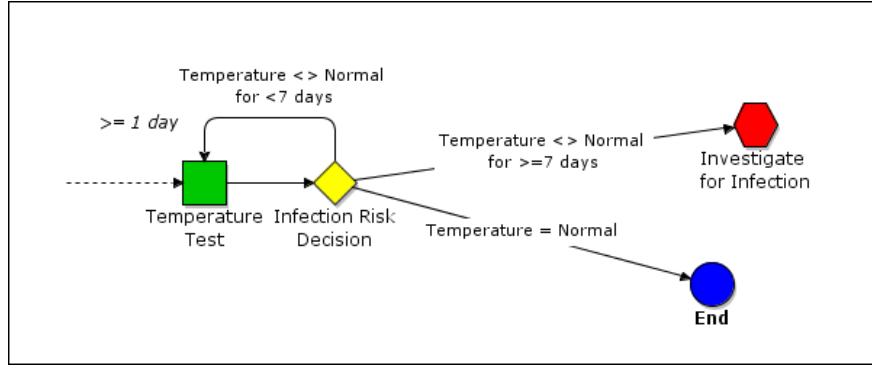 Temperature <> Normal
for <7 days
>= 1 day
Temperature <> Normal
for >=7 days
Investigate
for Infection
Temperature
Test
Infection Risk
Decision
Temperature = Normal
End